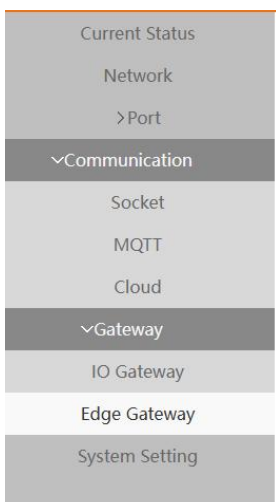 Current Status
Network
>Port
Communication
Socket
MQTT
Cloud
Gateway
IO Gateway
Edge Gateway
System Setting